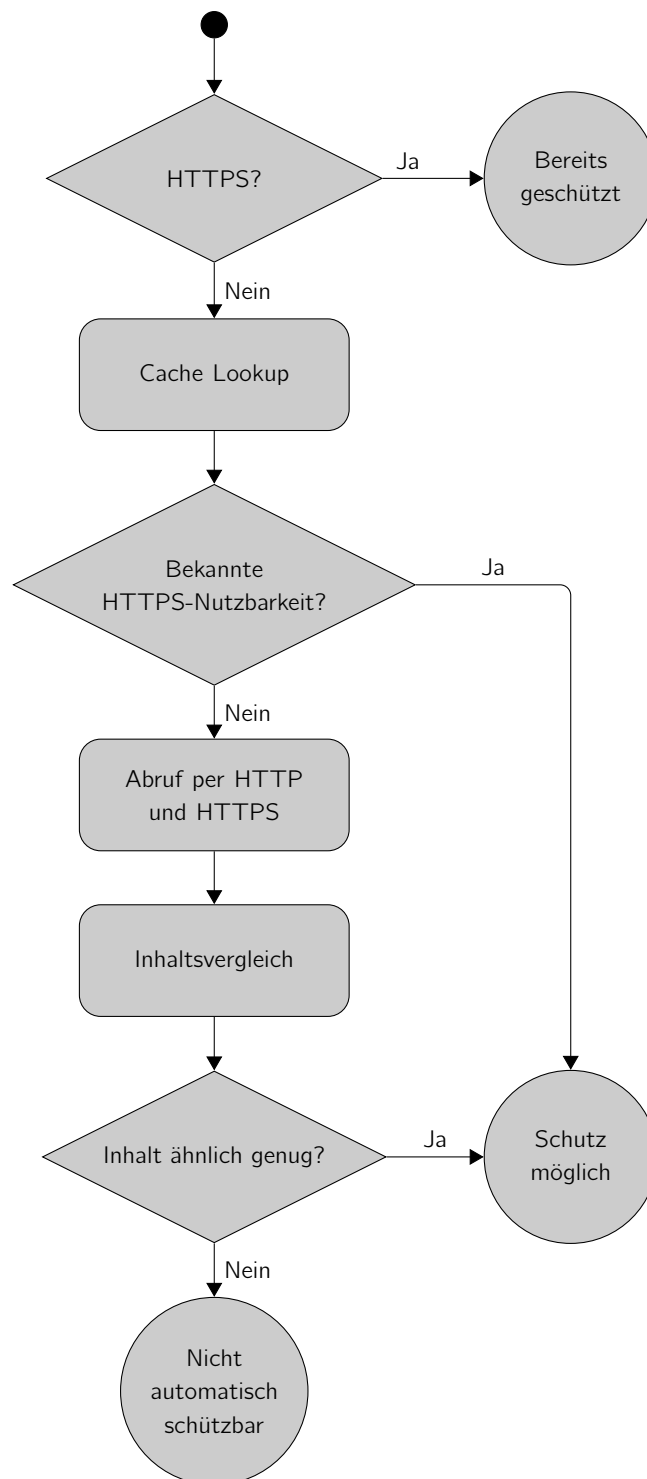 HTTPS?
Ja
Bereits
geschützt
Nein
Cache Lookup
Bekannte
HTTPS-Nutzbarkeit?
Ja
Nein
Abruf per HTTP
und HTTPS
Inhaltsvergleich
Inhalt ähnlich genug?
Ja
Schutz
möglich
Nein
Nicht
automatisch
schützbar